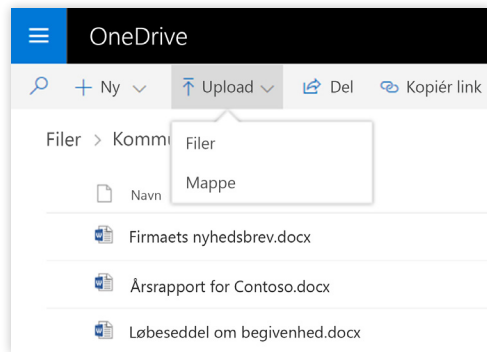 OneDrive
Ny Upload Del Kopiér link
Filer > Kommu
Filer
Mappe
Navn
Firmaets nyhedsbrev.docx
Årsrapport for Contoso.docx
Løbeseddel om begivenhed.docx